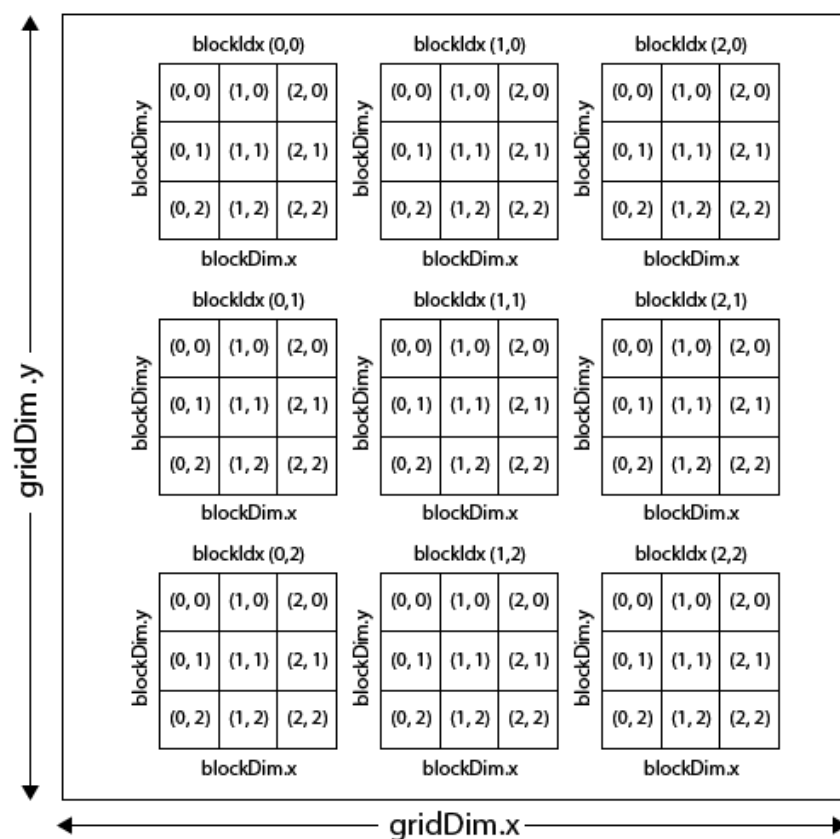 blockIdx (0,0) blockIdx (1,0) blockIdx (2,0)
(0, 0) (1, 0) (2, 0) (0, 0) (1, 0) (2, 0) (0, 0) (1, 0) (2, 0)
blockDim.y blockDim.y blockDim.y
(0, 1) (1, 1) (2, 1) (0, 1) (1, 1) (2, 1) (0, 1) (1, 1) (2, 1)
(0, 2) (1, 2) (2, 2) (0, 2) (1, 2) (2, 2) (0, 2) (1, 2) (2, 2)
blockDim.x blockDim.x blockDim.x
blockIdx (0,1) blockIdx (1,1) blockIdx (2,1)
(0, 0) (1, 0) (2, 0) (0, 0) (1, 0) (2, 0) (0, 0) (1, 0) (2, 0)
gridDim .y
blockDim.y blockDim.y blockDim.y
(0, 1) (1, 1) (2, 1) (0, 1) (1, 1) (2, 1) (0, 1) (1, 1) (2, 1)
(0, 2) (1, 2) (2, 2) (0, 2) (1, 2) (2, 2) (0, 2) (1, 2) (2, 2)
blockDim.x blockDim.x blockDim.x
blockIdx (0,2) blockIdx (1,2) blockIdx (2,2)
(0, 0) (1, 0) (2, 0) (0, 0) (1, 0) (2, 0) (0, 0) (1, 0) (2, 0)
blockDim.y blockDim.y blockDim.y
(0, 1) (1, 1) (2, 1) (0, 1) (1, 1) (2, 1) (0, 1) (1, 1) (2, 1)
(0, 2) (1, 2) (2, 2) (0, 2) (1, 2) (2, 2) (0, 2) (1, 2) (2, 2)
blockDim.x blockDim.x blockDim.x
gridDim.x